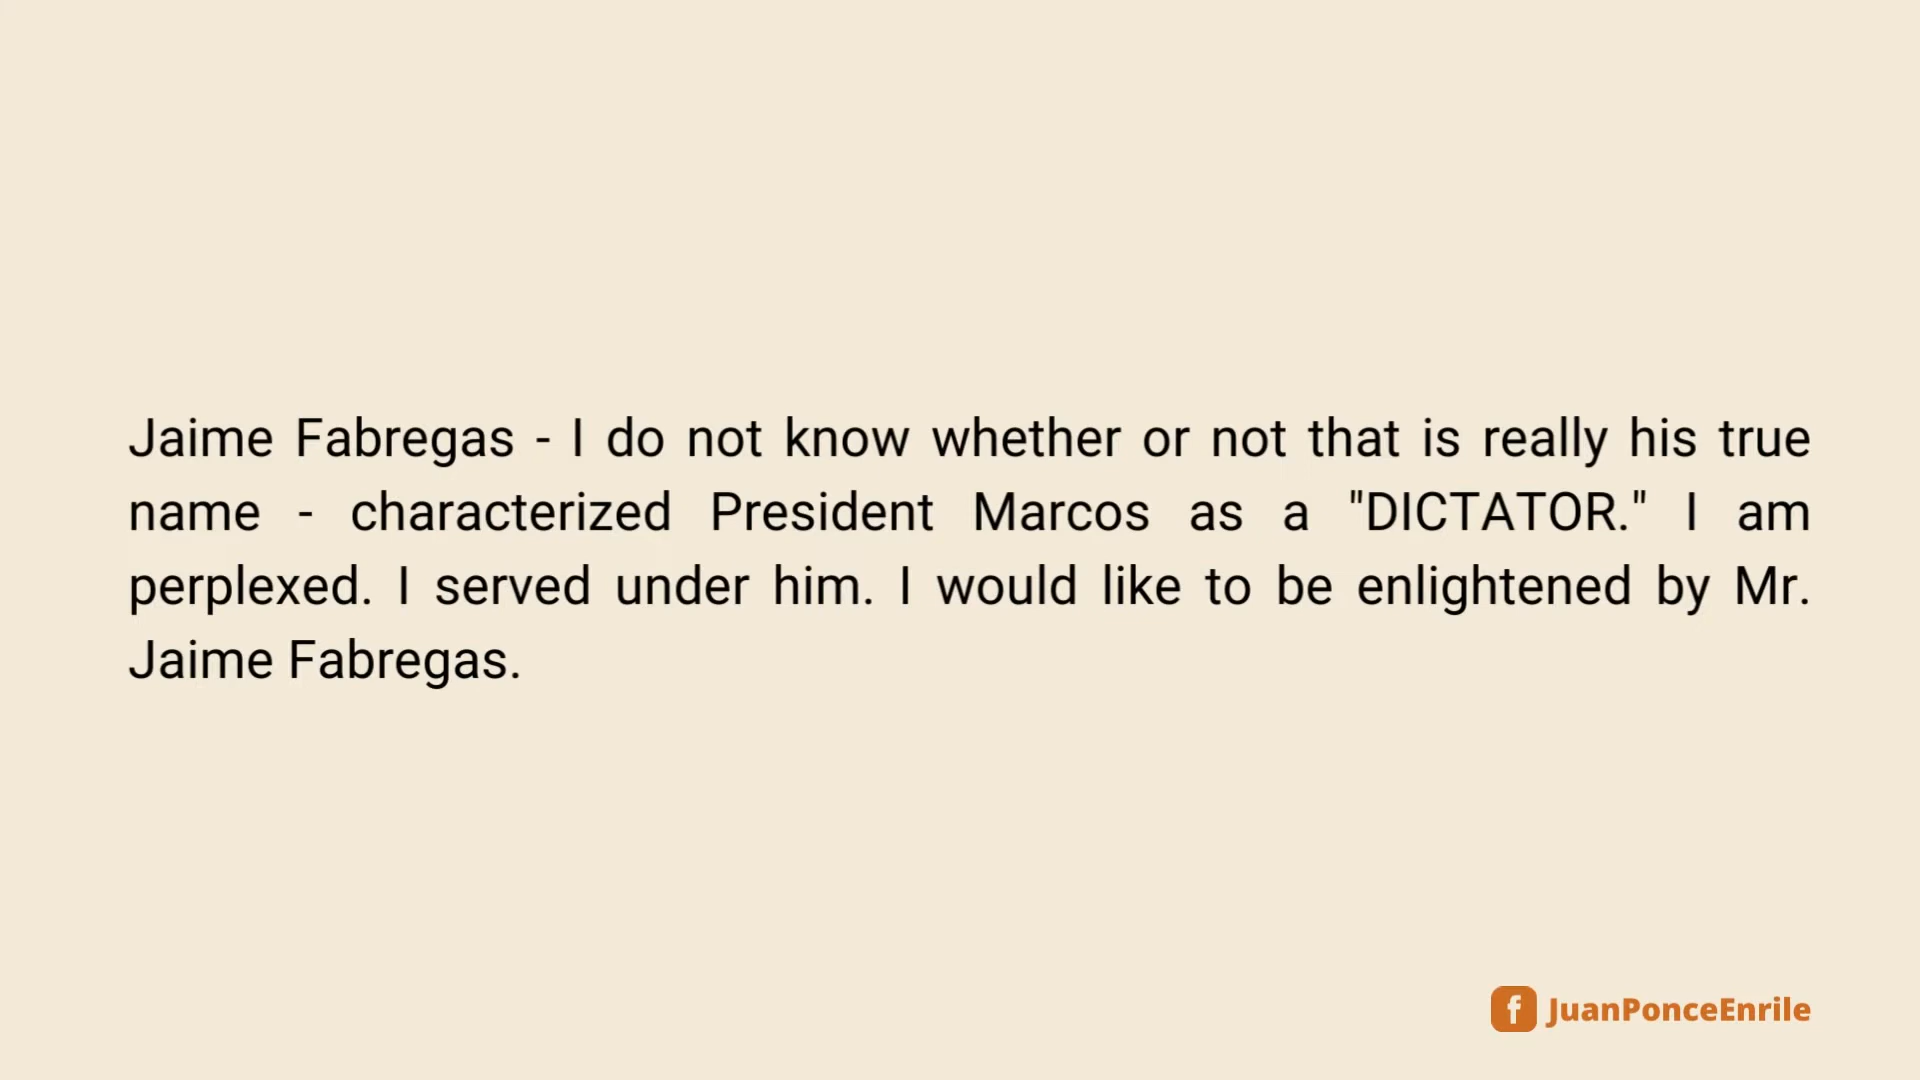 Jaime Fabregas - I do not know whether or not that is really his true
name - characterized President Marcos as a "DICTATOR." I am
perplexed. I served under him. I would like to be enlightened by Mr.
Jaime Fabregas.
f JuanPonceEnrile